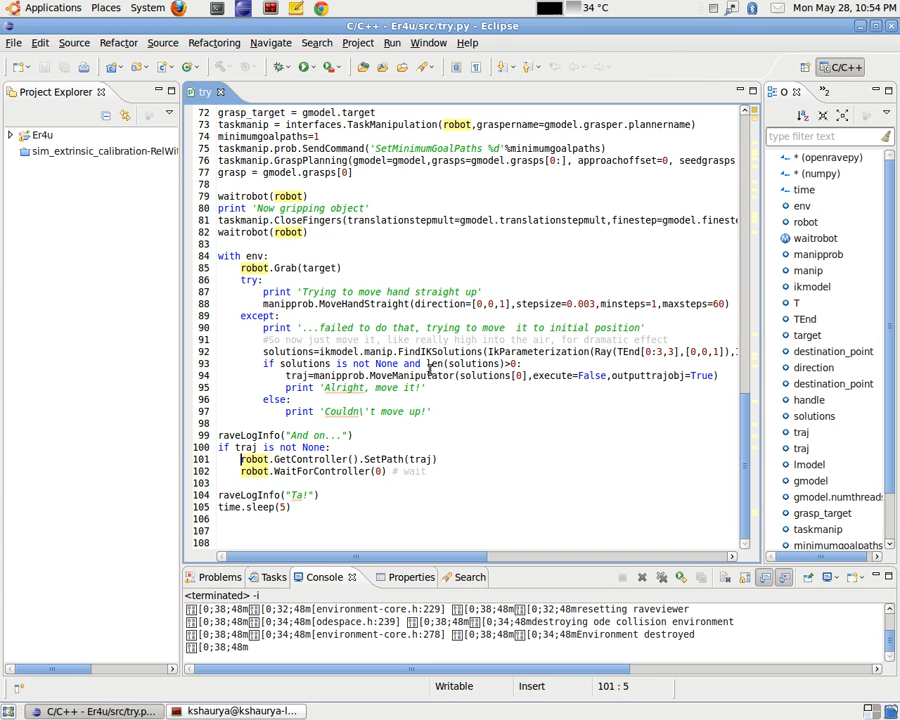 Applications Places System 34 °C Mon May 28, 10:54 PM
C/C++ - Er4u/src/try.py - Eclipse
File Edit Source Refactor Source Refactoring Navigate Search Project Run Window Help
C/C++
Project Explorer
Er4u
sim_extrinsic_calibration-RelWit
try
72 grasp_target = gmodel.target
73 taskmanip = interfaces.TaskManipulation(robot,graspername=gmodel.grasper.plannername)
74 minimumgoalpaths=1
75 taskmanip.prob.SendCommand('SetMinimumGoalPaths %d'%minimumgoalpaths)
76 taskmanip.GraspPlanning(gmodel=gmodel,grasps=gmodel.grasps[0:], approachoffset=0, seedgrasps
77 grasp = gmodel.grasps[0]
78
79 waitrobot(robot)
80 print 'Now gripping object'
81 taskmanip.CloseFingers(translationstepmult=gmodel.translationstepmult,finestep=gmodel.fineste
82 waitrobot(robot)
83
84 with env:
85 robot.Grab(target)
86 try:
87 print 'Trying to move hand straight up'
88 manipprob.MoveHandStraight(direction=[0,0,1],stepsize=0.003,minsteps=1,maxsteps=60)
89 except:
90 print '...failed to do that, trying to move  it to initial position'
91 #So now just move it, like really high into the air, for dramatic effect
92 solutions=ikmodel.manip.FindIKSolutions(IkParameterization(Ray(TEnd[0:3,3],[0,0,1]),
93 if solutions is not None and len(solutions)>0:
94 traj=manipprob.MoveManipulator(solutions[0],execute=False,outputtrajobj=True)
95 print 'Alright, move it!'
96 else:
97 print 'Couldn\'t move up!'
98
99 raveLogInfo("And on...")
100 if traj is not None:
101 robot.GetController().SetPath(traj)
102 robot.WaitForController(0) # wait
103
104 raveLogInfo("Ta!")
105 time.sleep(5)
106
107
108
O »2
type filter text
* (openravepy)
* (numpy)
time
env
robot
waitrobot
manipprob
manip
ikmodel
T
TEnd
target
destination_point
direction
destination_point
handle
solutions
traj
traj
lmodel
gmodel
gmodel.numthread
grasp_target
taskmanip
minimumgoalpaths
Problems Tasks Console Properties Search
<terminated> -i
[0;38;48m[0;32;48m[environment-core.h:229] [0;38;48m[0;32;48mresetting raveviewer
[0;38;48m[0;34;48m[odespace.h:239] [0;38;48m[0;34;48mdestroying ode collision environment
[0;38;48m[0;34;48m[environment-core.h:278] [0;38;48m[0;34;48mEnvironment destroyed
[0;38;48m
Writable Insert 101 : 5
C/C++ - Er4u/src/try.p... kshaurya@kshaurya-l...